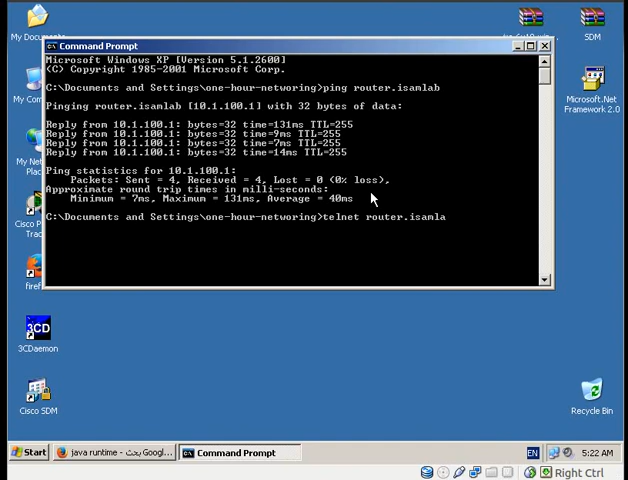 My Documents
SDM
Command Prompt
Microsoft Windows XP [Version 5.1.2600]
(C) Copyright 1985-2001 Microsoft Corp.
C:\Documents and Settings\one-hour-networking>ping router.isamlab
Pinging router.isamlab [10.1.100.1] with 32 bytes of data:
Reply from 10.1.100.1: bytes=32 time=131ms TTL=255
Reply from 10.1.100.1: bytes=32 time=9ms TTL=255
Reply from 10.1.100.1: bytes=32 time=7ms TTL=255
Reply from 10.1.100.1: bytes=32 time=14ms TTL=255
Ping statistics for 10.1.100.1:
Packets: Sent = 4, Received = 4, Lost = 0 (0% loss),
Approximate round trip times in milli-seconds:
Minimum = 7ms, Maximum = 131ms, Average = 40ms
C:\Documents and Settings\one-hour-networking>telnet router.isamla
My Com
My Net
Cisco P
Tra
firef
Microsoft.Net
Framework 2.0
3CD
3CDaemon
Cisco SDM
Recycle Bin
Start
java runtime - بحث Googl...
Command Prompt
EN
5:22 AM
Right Ctrl